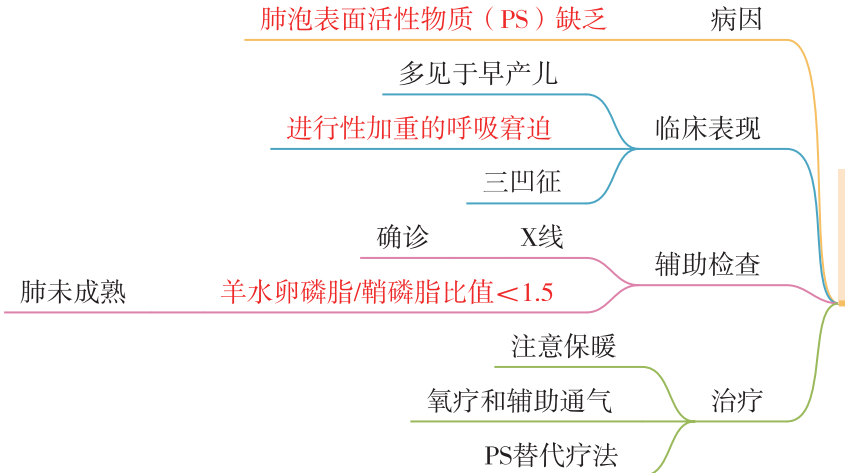 肺泡表面活性物质（PS）缺乏 病因
多见于早产儿
进行性加重的呼吸窘迫 临床表现
三凹征
确诊 X线
辅助检查
肺未成熟 羊水卵磷脂/鞘磷脂比值＜1.5
注意保暖
氧疗和辅助通气 治疗
PS替代疗法